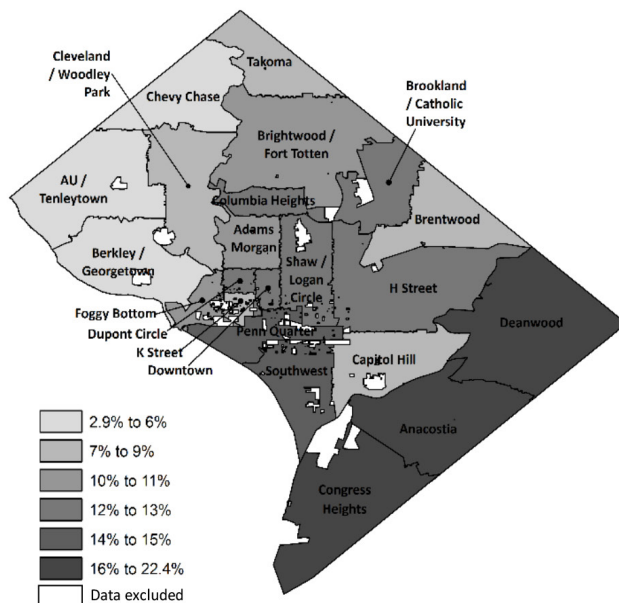 Cleveland
/ Woodley
Park
Takoma
Chevy Chase
Brookland
/ Catholic
University
Brightwood /
Fort Totten
AU /
Tenleytown
Columbia Heights
Brentwood
Adams
Morgan
Berkley /
Georgetown
Shaw /
Logan
Circle
H Street
Foggy Bottom
Dupont Circle
K Street
Downtown
Penn Quarter
Deanwood
Capitol Hill
Southwest
Anacostia
Congress
Heights
2.9% to 6%
7% to 9%
10% to 11%
12% to 13%
14% to 15%
16% to 22.4%
Data excluded